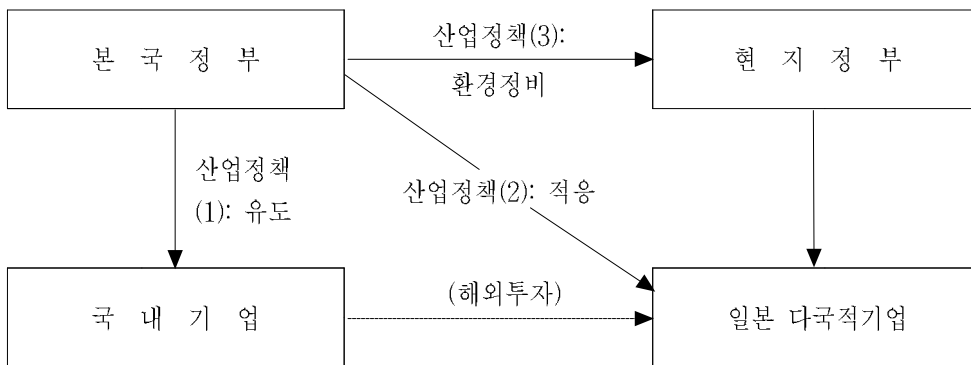 산업정책(3):
본 국 정 부
현 지 정 부
환경정비
산업정책
(1): 유도
산업정책(2): 적응
(해외투자)
국 내 기 업
일본 다국적기업